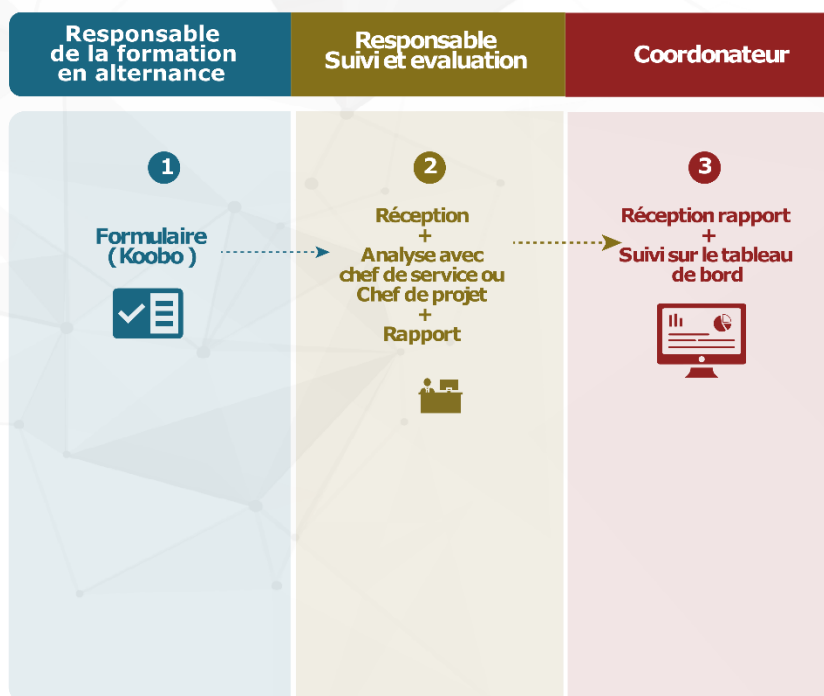 Responsable
de la formation
en alternance
Responsable
Suivi et evaluation
Coordonateur
1
Formulaire
( Koobo )
2
Réception
+
Analyse avec
chef de service ou
Chef de projet
+
Rapport
3
Réception rapport
+
Suivi sur le tableau
de bord